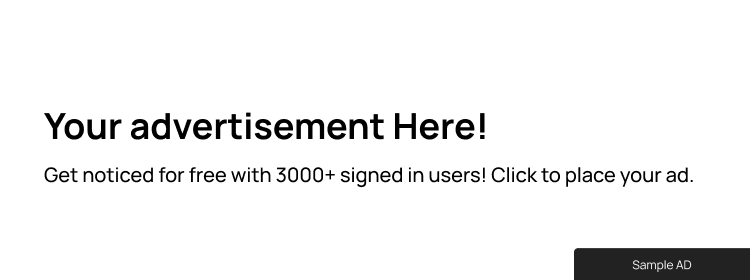 Your advertisement Here!
Get noticed for free with 3000+ signed in users! Click to place your ad.
Sample AD